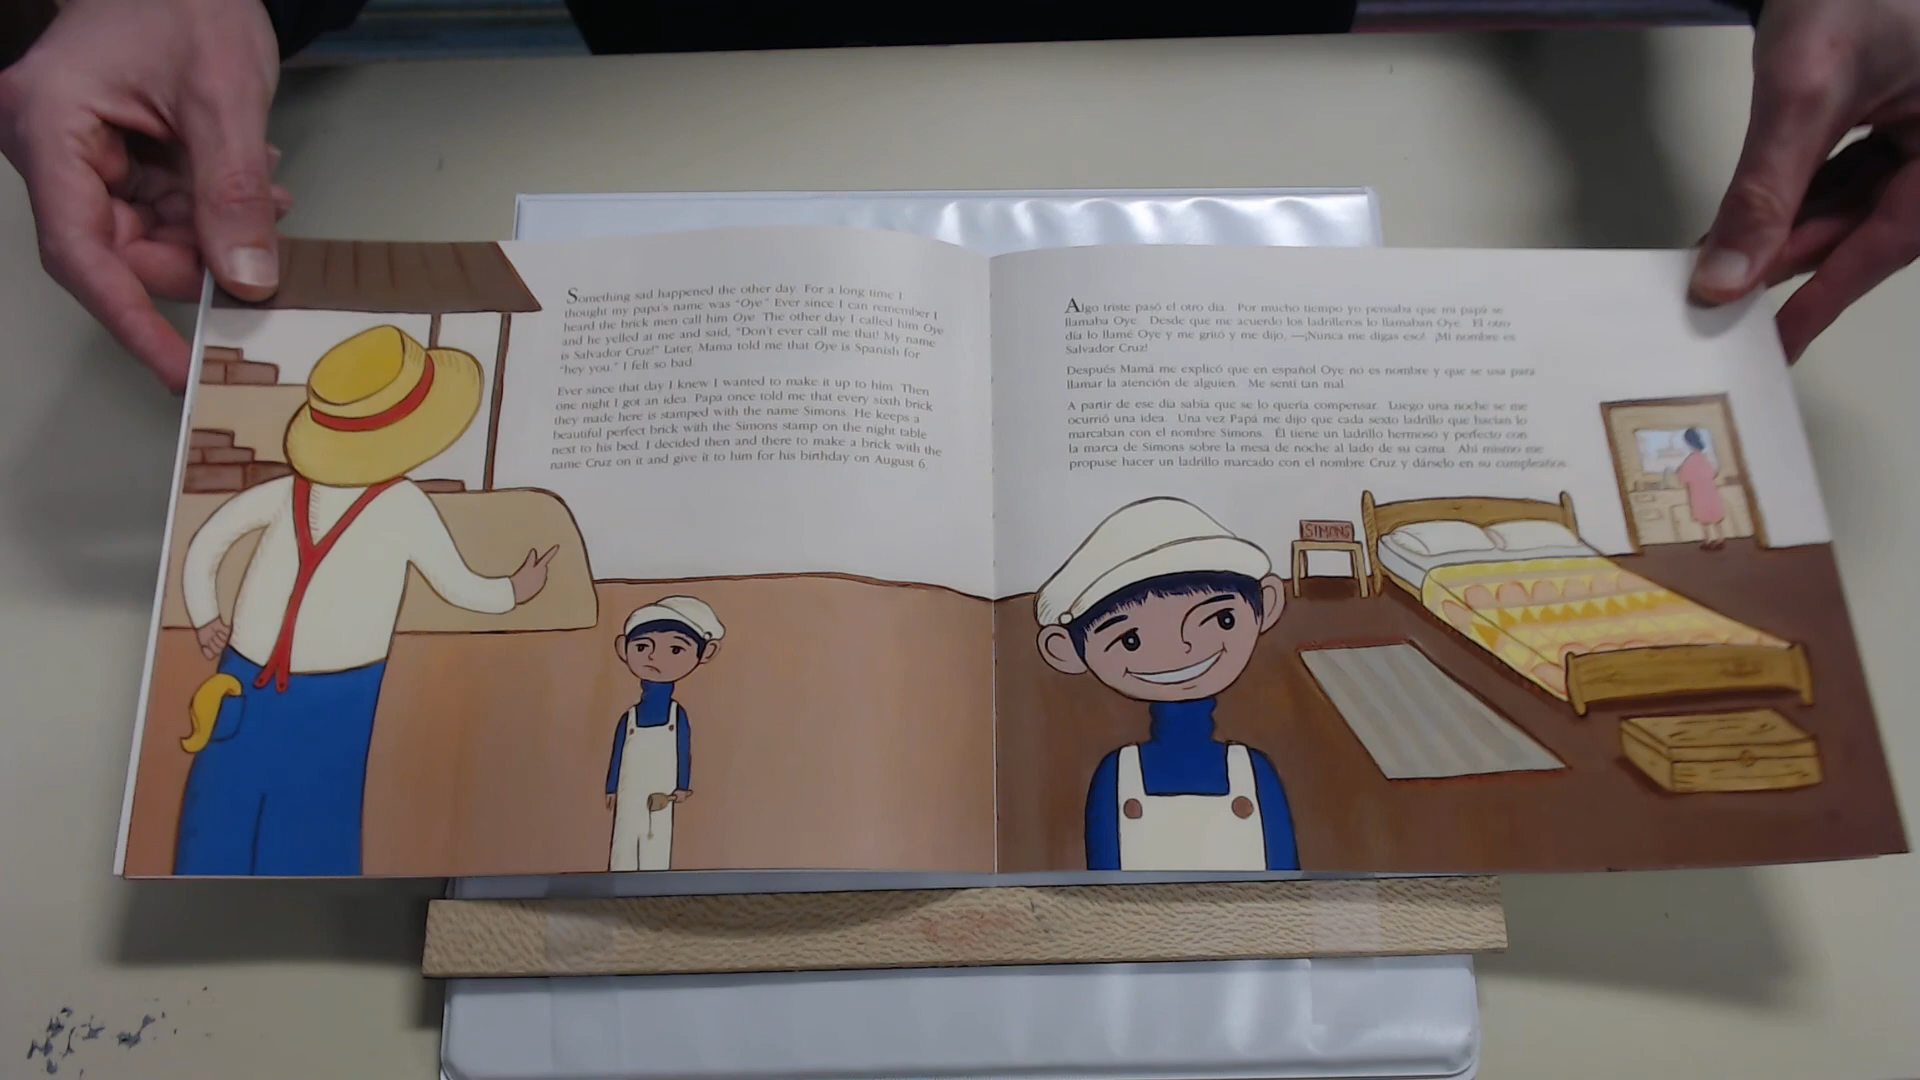 Something sad happened the other day. For a long time I
thought my papa's name was "Oye." Ever since I can remember I
heard the brick men call him Oye. The other day I called him Oye
and he yelled at me and said, "Don't ever call me that! My name
is Salvador Cruz!" Later, Mama told me that Oye is Spanish for
"hey you." I felt so bad.
Ever since that day I knew I wanted to make it up to him. Then
one night I got an idea. Papa once told me that every sixth brick
they made here is stamped with the name Simons. He keeps a
beautiful perfect brick with the Simons stamp on the night table
next to his bed. I decided then and there to make a brick with the
name Cruz on it and give it to him for his birthday on August 6.
Algo triste pasó el otro día. Por mucho tiempo yo pensaba que mi papá se
llamaba Oye. Desde que me acuerdo los ladrilleros lo llamaban Oye. El otro
día lo llamé Oye y me gritó y me dijo, —¡Nunca me digas eso! ¡Mi nombre es
Salvador Cruz!
Después Mamá me explicó que en español Oye no es nombre y que se usa para
llamar la atención de alguien. Me sentí tan mal.
A partir de ese día sabía que se lo quería compensar. Luego una noche se me
ocurrió una idea. Una vez Papá me dijo que cada sexto ladrillo que hacían lo
marcaban con el nombre Simons. Él tiene un ladrillo hermoso y perfecto con
la marca de Simons sobre la mesa de noche al lado de su cama. Ahí mismo me
propuse hacer un ladrillo marcado con el nombre Cruz y dárselo en su cumpleaños.
SIMONS